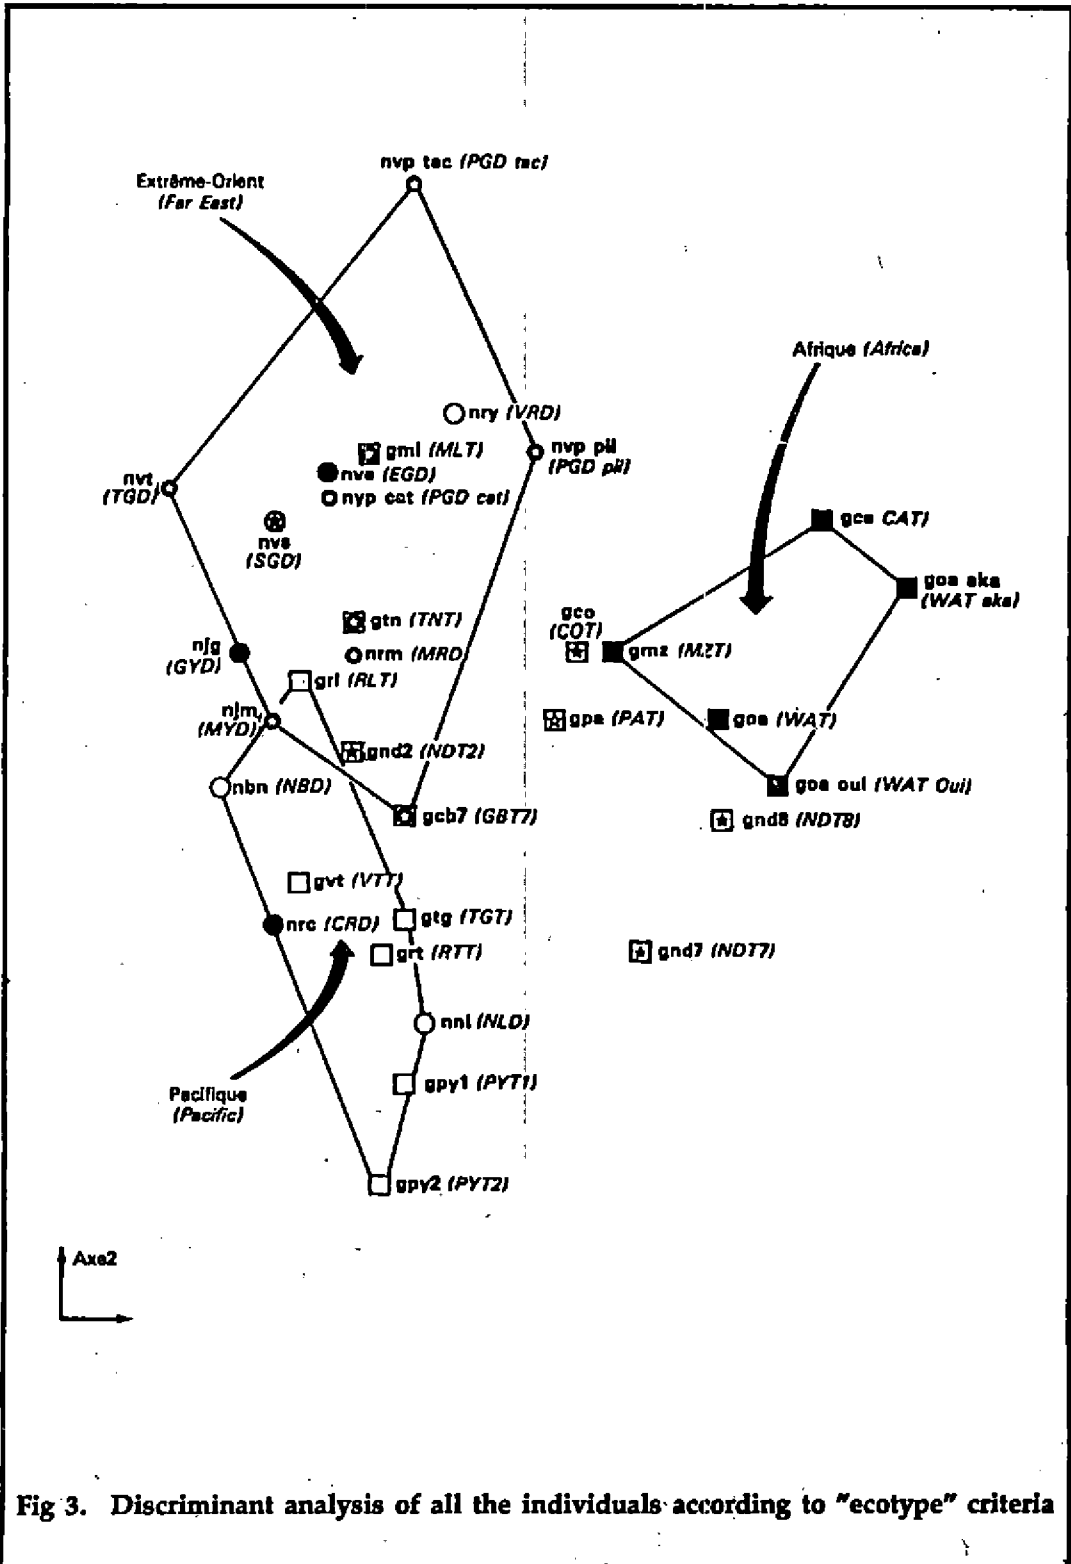 nvp tac (PGD tac)
Extrême-Orient
(Far East)
Afrique (Africa)
nry (VRD)
gml (MLT)
nvp pil
(PGD pil)
nve (EGD)
nvt
(TGD)
nyp cat (PGD cat)
gca CAT)
nvs
(SGD)
goa aka
(WAT aka)
gtn (TNT)
gco
(COT)
njg
(GYD)
nrm (MRD)
gmz (MZT)
grl (RLT)
njm
(MYD)
gpa (PAT)
goa (WAT)
gnd2 (NDT2)
nbn (NBD)
goa oui (WAT Oui)
gcb7 (GBT7)
gnd8 (NDT8)
gvt (VTT)
gtg (TGT)
nrc (CRD)
grt (RTT)
gnd7 (NDT7)
nnl (NLD)
gpy1 (PYT1)
Pacifique
(Pacific)
gpy2 (PYT2)
Axe2
Fig 3. Discriminant analysis of all the individuals according to "ecotype" criteria